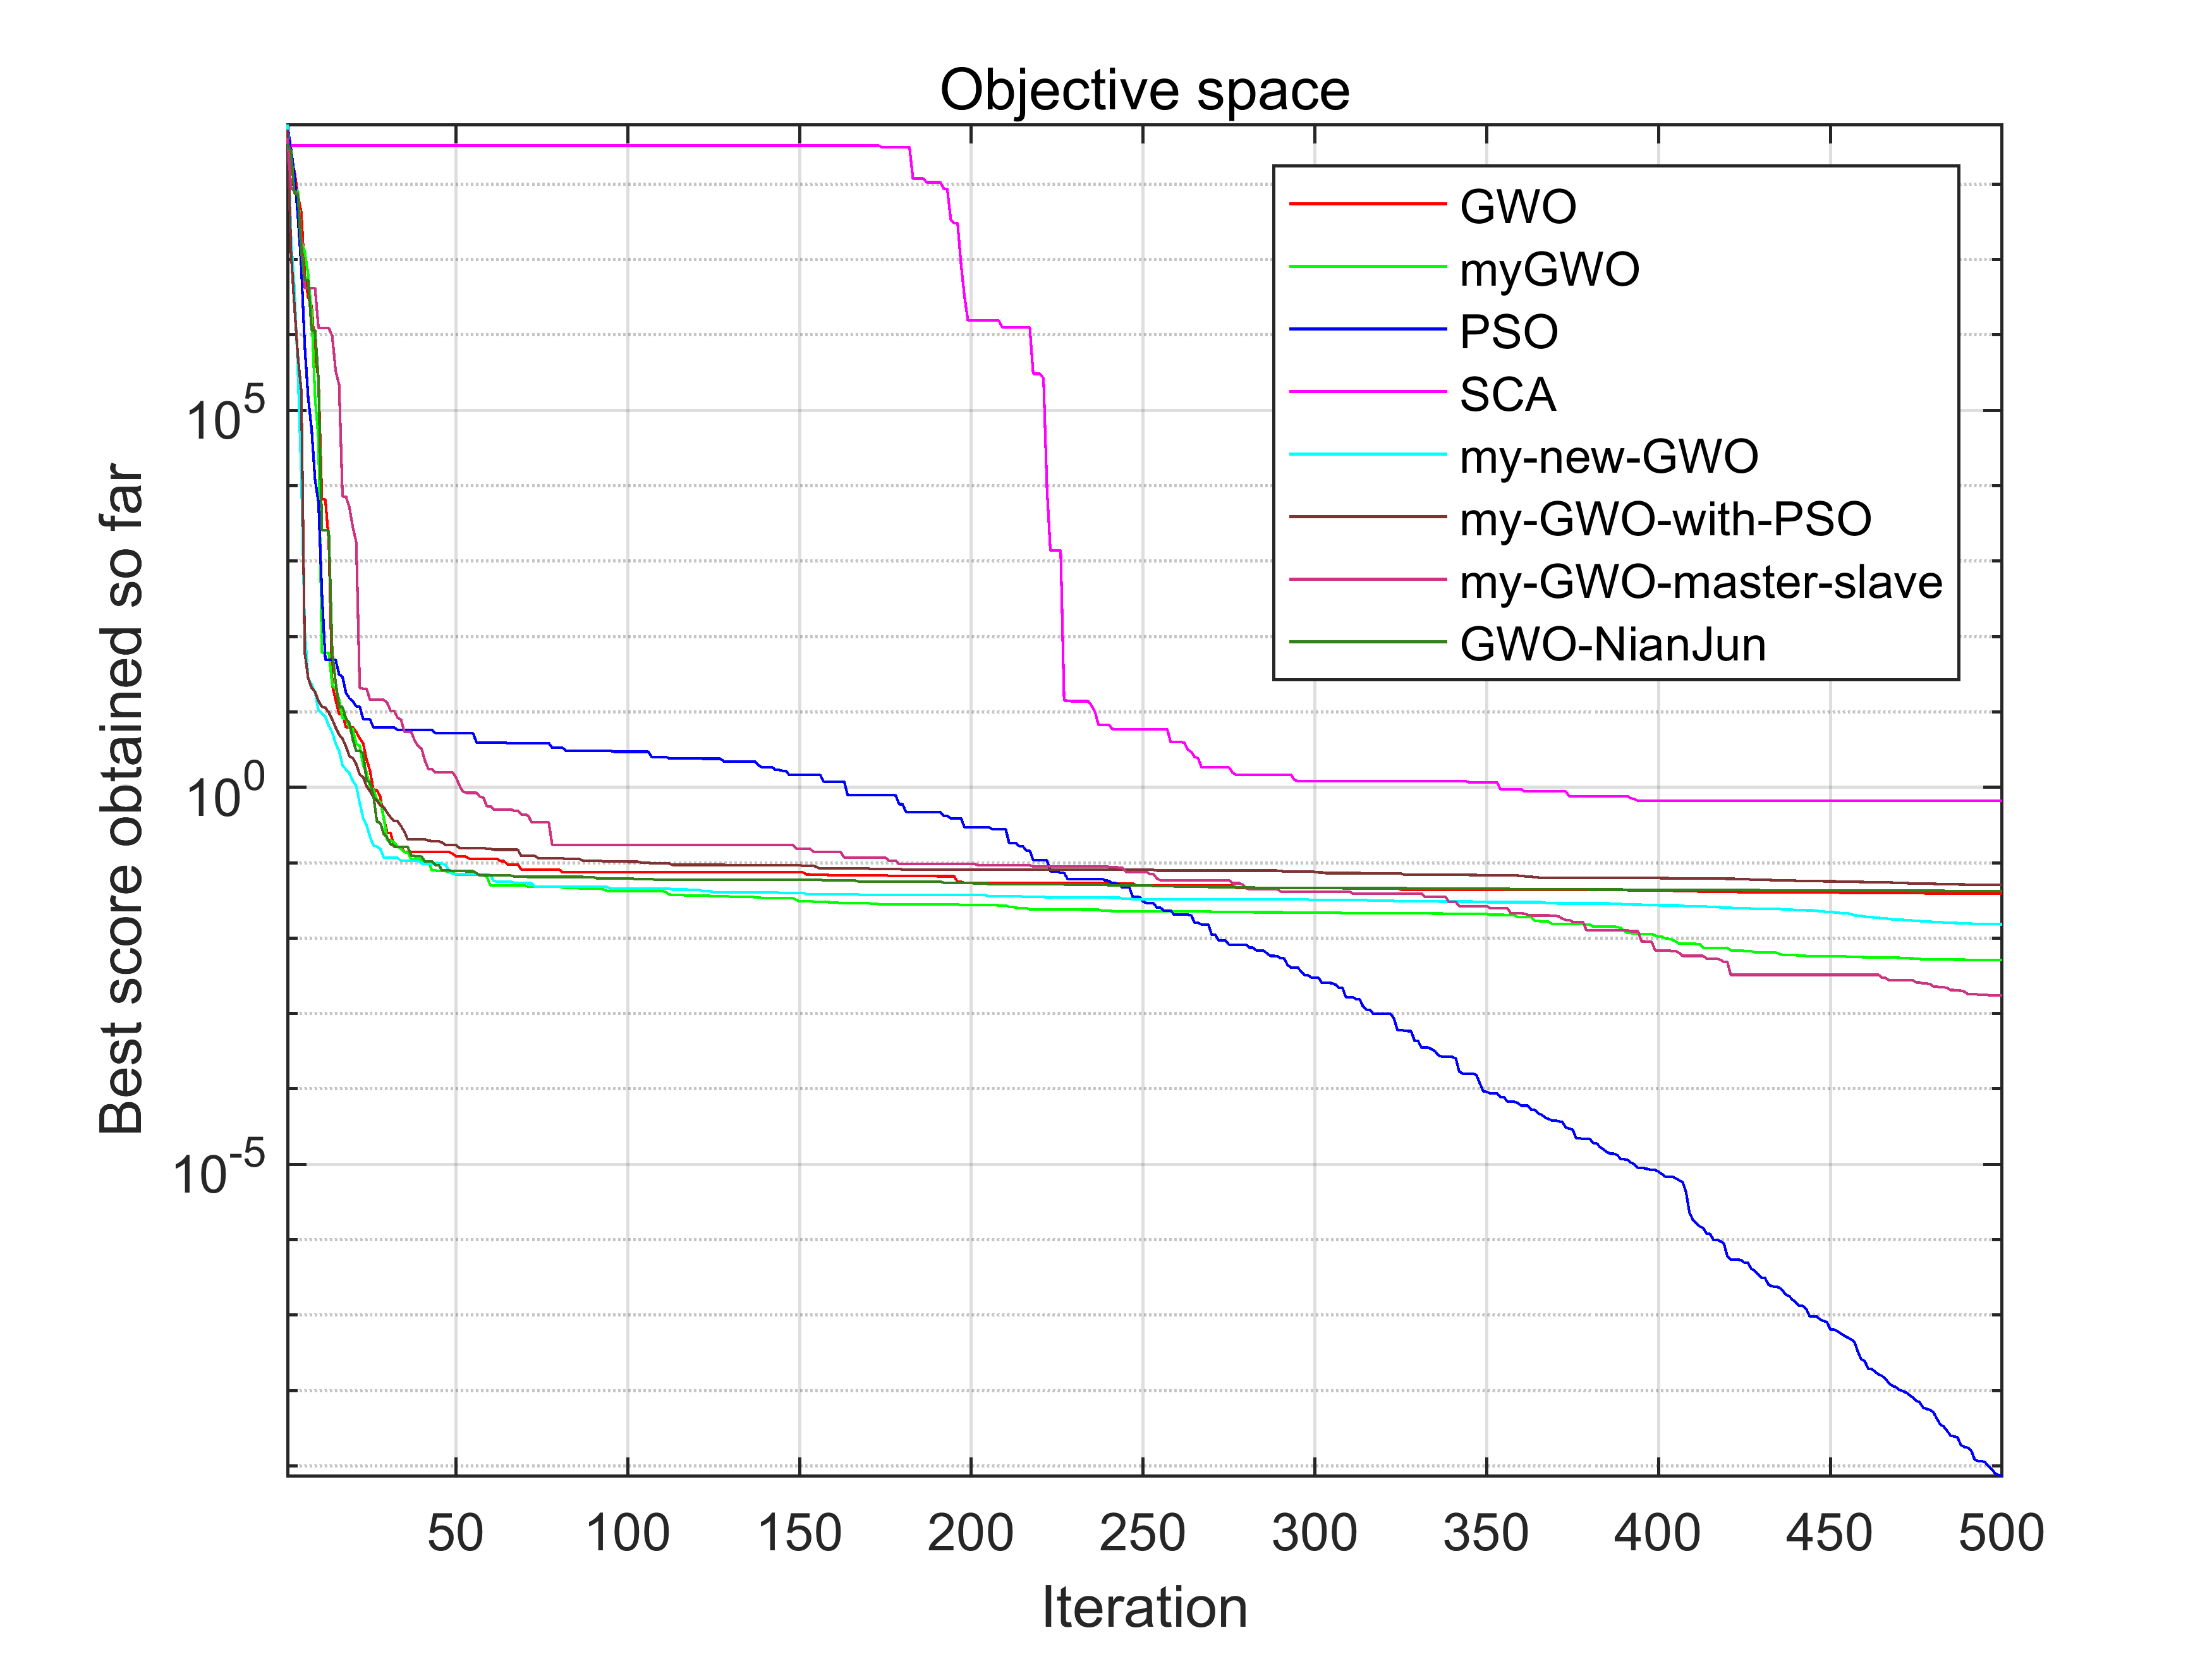 Objective space
Best score obtained so far
10^5
10^0
10^-5
GWO
myGWO
PSO
SCA
my-new-GWO
my-GWO-with-PSO
my-GWO-master-slave
GWO-NianJun
50 100 150 200 250 300 350 400 450 500
Iteration